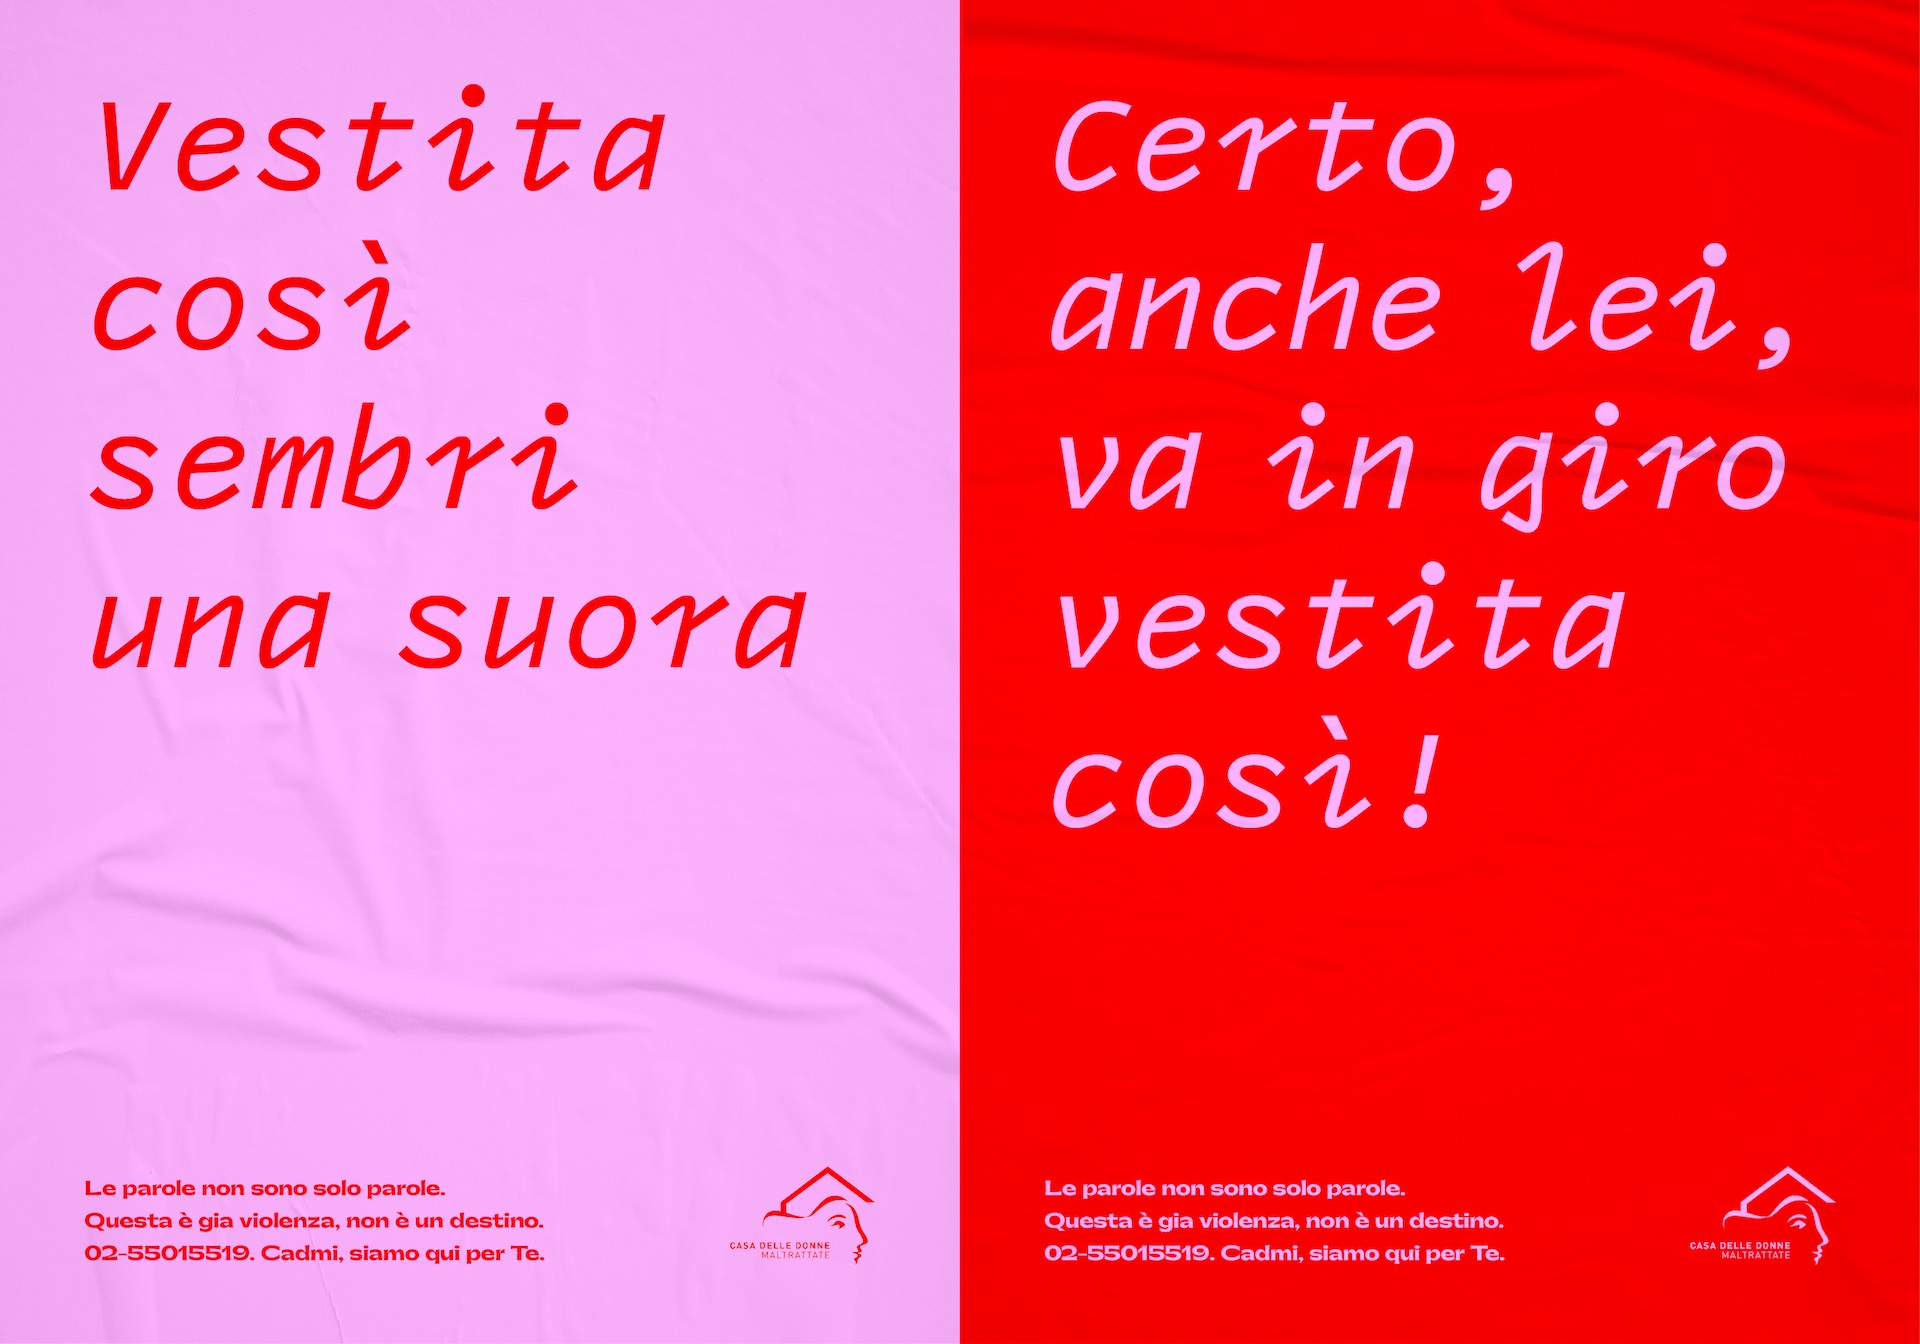 Vestita
così
sembri
una suora
Le parole non sono solo parole.
Questa è gia violenza, non è un destino.
02-55015519. Cadmi, siamo qui per Te.
CASA DELLE DONNE
MALTRATTATE
Certo,
anche lei,
va in giro
vestita
così!
Le parole non sono solo parole.
Questa è gia violenza, non è un destino.
02-55015519. Cadmi, siamo qui per Te.
CASA DELLE DONNE
MALTRATTATE